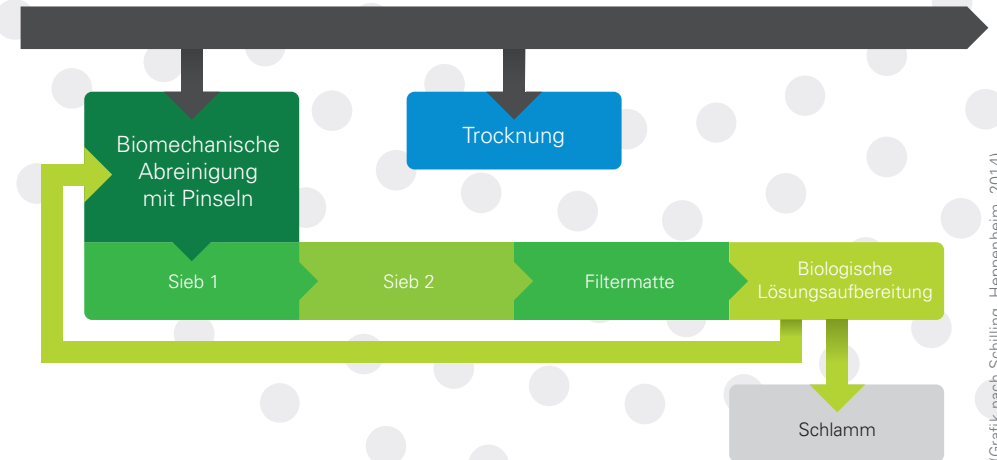 Biomechanische
Abreinigung
mit Pinseln
Trocknung
Sieb 1
Sieb 2
Filtermatte
Biologische
Lösungsaufbereitung
Schlamm
(Grafik nach Schilling, Heppenheim, 2014)